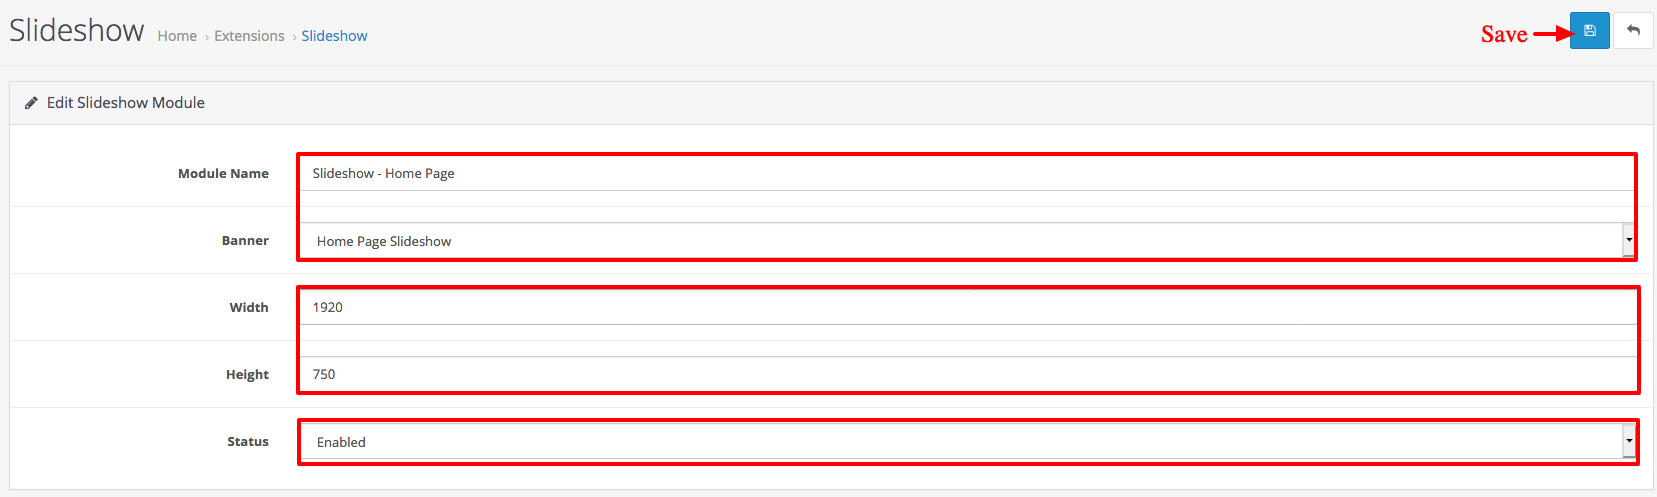 Slideshow Home › Extensions › Slideshow Save
Edit Slideshow Module
Module Name Slideshow - Home Page
Banner Home Page Slideshow
Width 1920
Height 750
Status Enabled